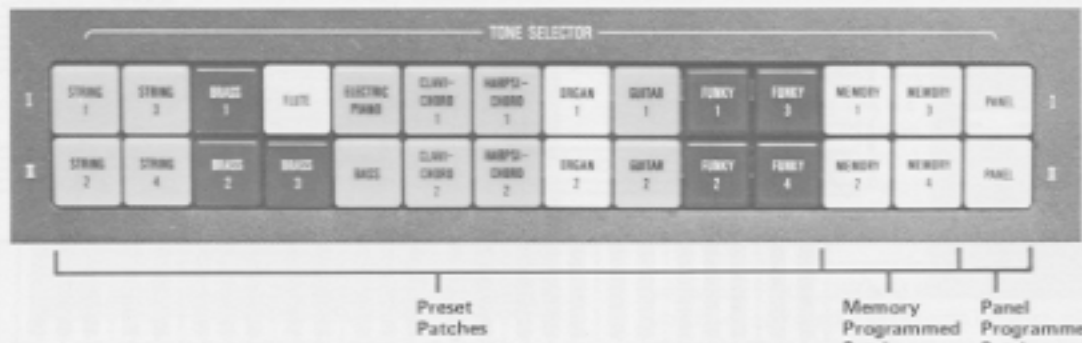 TONE SELECTOR
I STRING 1 STRING 3 BRASS 1 FLUTE ELECTRIC PIANO CLAVI-CHORD 1 HARPSI-CHORD 1 ORGAN 1 GUITAR 1 FUNKY 1 FUNKY 3 MEMORY 1 MEMORY 3 PANEL I
II STRING 2 STRING 4 BRASS 2 BRASS 3 BASS CLAVI-CHORD 2 HARPSI-CHORD 2 ORGAN 2 GUITAR 2 FUNKY 2 FUNKY 4 MEMORY 2 MEMORY 4 PANEL II
Preset Memory Panel
Patches Programmed Programme